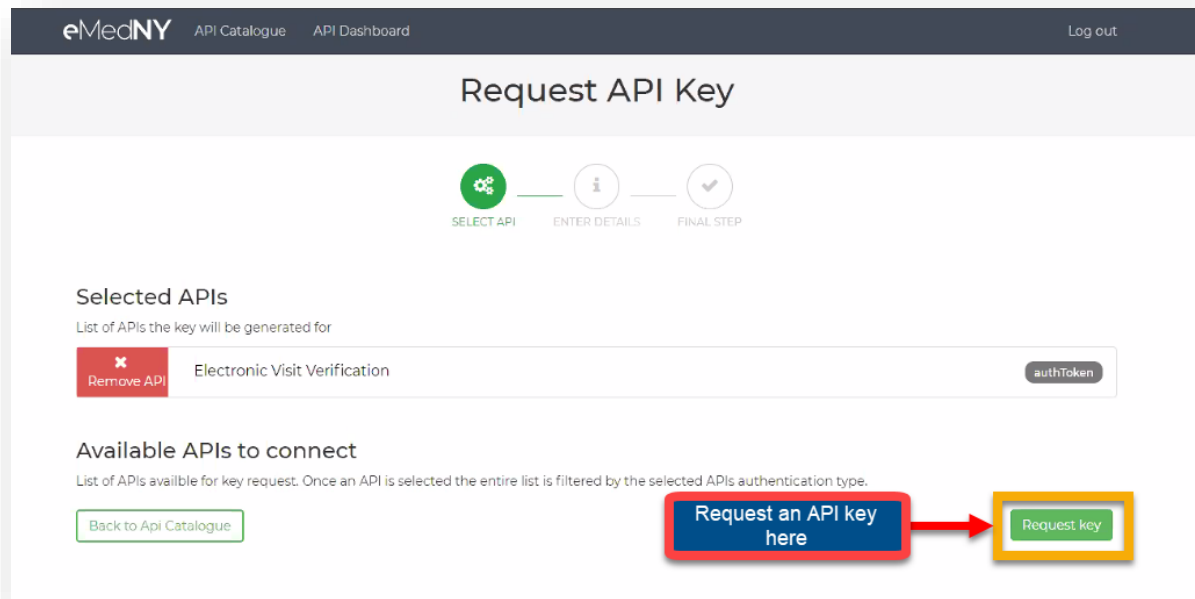 eMedNY API Catalogue API Dashboard Log out
Request API Key
SELECT API ENTER DETAILS FINAL STEP
Selected APIs
List of APIs the key will be generated for
Remove API
Electronic Visit Verification
authToken
Available APIs to connect
List of APIs availble for key request. Once an API is selected the entire list is filtered by the selected APIs authentication type.
Back to Api Catalogue
Request an API key
here
Request key